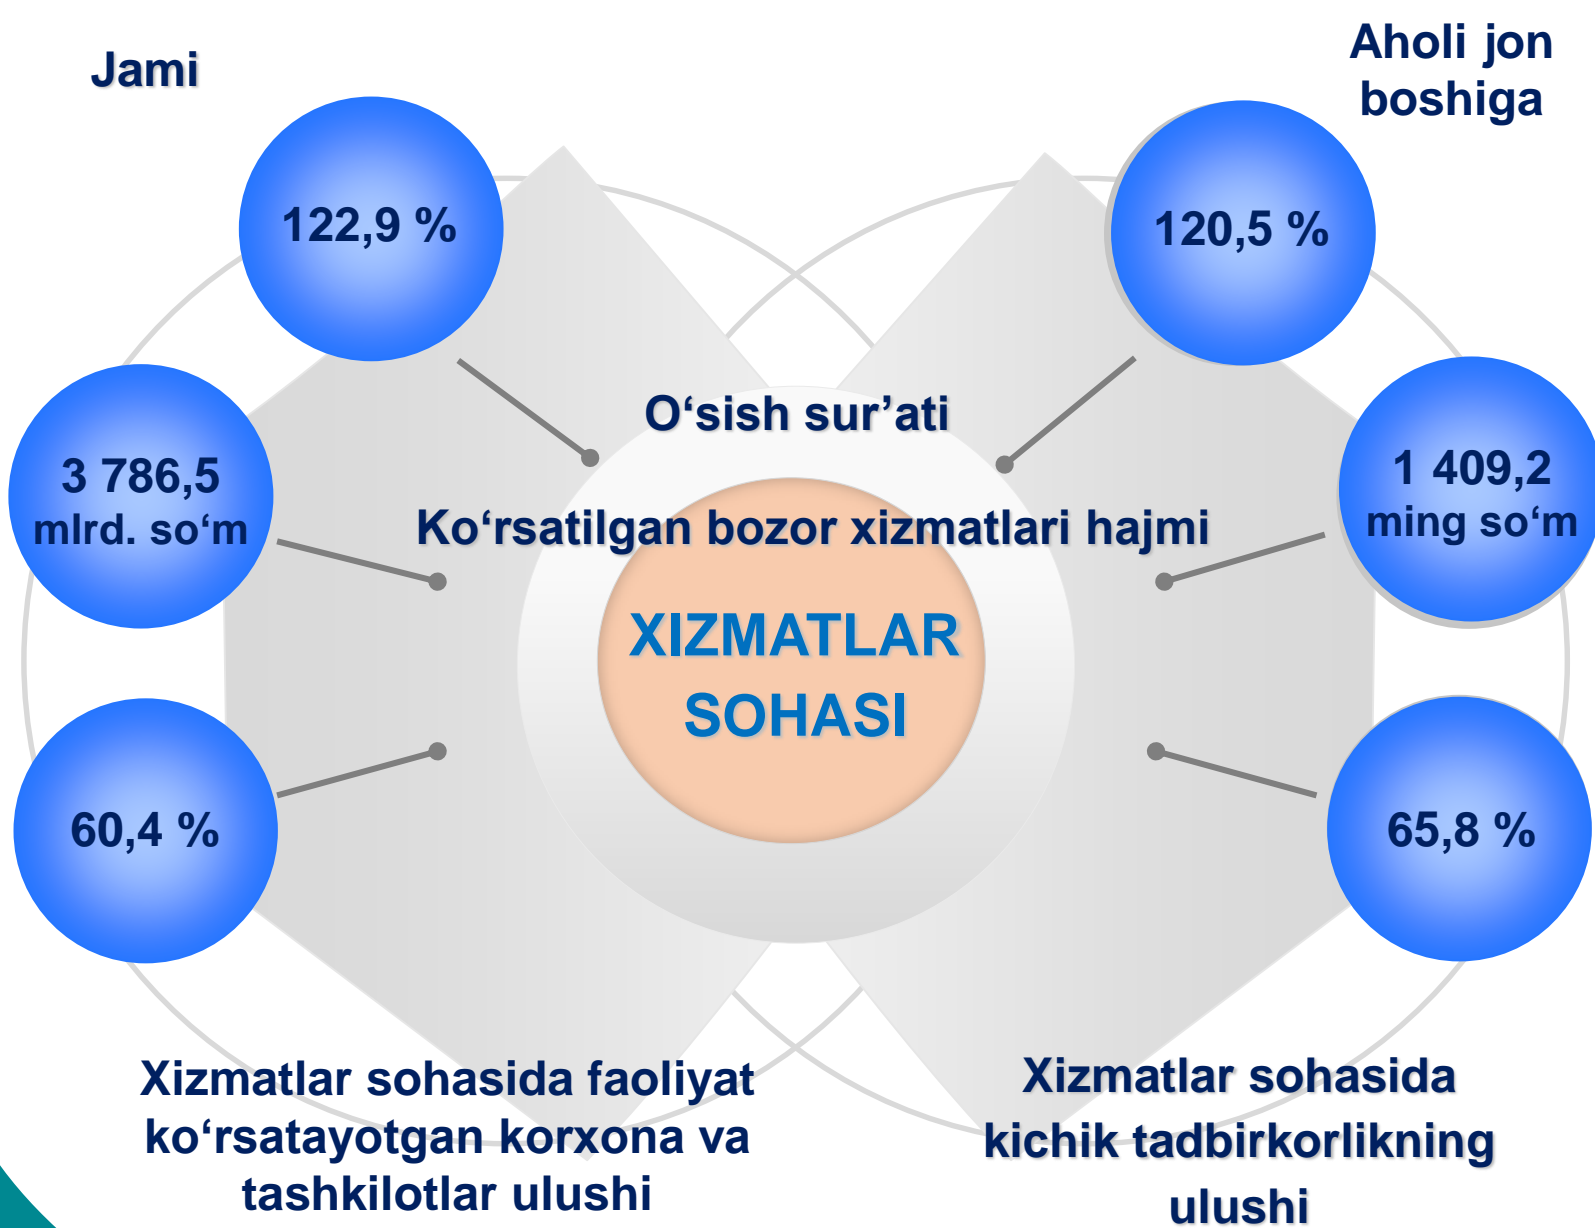 Jami
Aholi jon
boshiga
122,9 %
120,5 %
O‘sish sur’ati
3 786,5
mlrd. so‘m
1 409,2
ming so‘m
Ko‘rsatilgan bozor xizmatlari hajmi
XIZMATLAR
SOHASI
60,4 %
65,8 %
Xizmatlar sohasida faoliyat
ko‘rsatayotgan korxona va
tashkilotlar ulushi
Xizmatlar sohasida
kichik tadbirkorlikning
ulushi